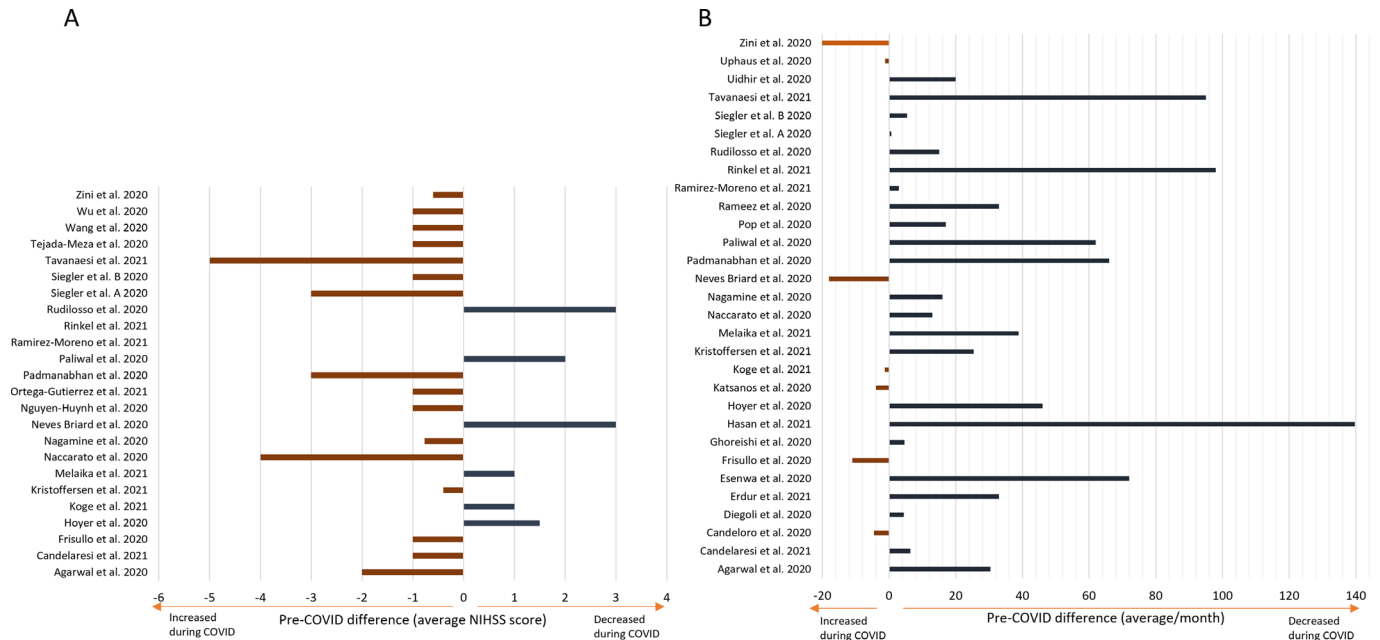 A
Zini et al. 2020
Wu et al. 2020
Wang et al. 2020
Tejada-Meza et al. 2020
Tavanaesi et al. 2021
Siegler et al. B 2020
Siegler et al. A 2020
Rudilosso et al. 2020
Rinkel et al. 2021
Ramirez-Moreno et al. 2021
Paliwal et al. 2020
Padmanabhan et al. 2020
Ortega-Gutierrez et al. 2021
Nguyen-Huynh et al. 2020
Neves Briard et al. 2020
Nagamine et al. 2020
Naccarato et al. 2020
Melaika et al. 2021
Kristoffersen et al. 2021
Koge et al. 2021
Hoyer et al. 2020
Frisullo et al. 2020
Candelaresi et al. 2021
Agarwal et al. 2020
-6 -5 -4 -3 -2 -1 0 1 2 3 4
Increased
during COVID
Pre-COVID difference (average NIHSS score)
Decreased
during COVID
B
Zini et al. 2020
Uphaus et al. 2020
Uidhir et al. 2020
Tavanaesi et al. 2021
Siegler et al. B 2020
Siegler et al. A 2020
Rudilosso et al. 2020
Rinkel et al. 2021
Ramirez-Moreno et al. 2021
Rameez et al. 2020
Pop et al. 2020
Paliwal et al. 2020
Padmanabhan et al. 2020
Neves Briard et al. 2020
Nagamine et al. 2020
Naccarato et al. 2020
Melaika et al. 2021
Kristoffersen et al. 2021
Koge et al. 2021
Katsanos et al. 2020
Hoyer et al. 2020
Hasan et al. 2021
Ghoreishi et al. 2020
Frisullo et al. 2020
Esenwa et al. 2020
Erdur et al. 2021
Diegoli et al. 2020
Candeloro et al. 2020
Candelaresi et al. 2021
Agarwal et al. 2020
-20 0 20 40 60 80 100 120 140
Increased
during COVID
Pre-COVID difference (average/month)
Decreased
during COVID